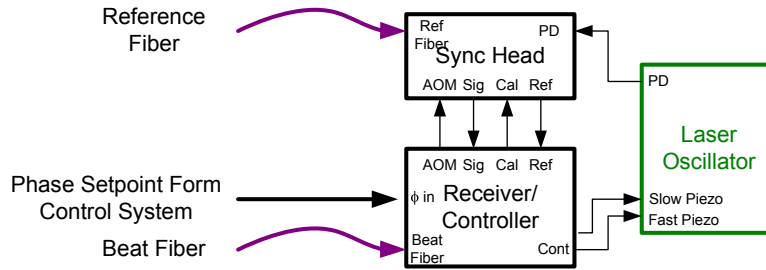 Reference
Fiber
Ref
Fiber
PD
Sync Head
AOM Sig Cal Ref
PD
Laser
Oscillator
Slow Piezo
Fast Piezo
AOM Sig Cal Ref
Phase Setpoint Form
Control System
ϕ in
Receiver/
Controller
Beat Fiber
Beat
Fiber
Cont